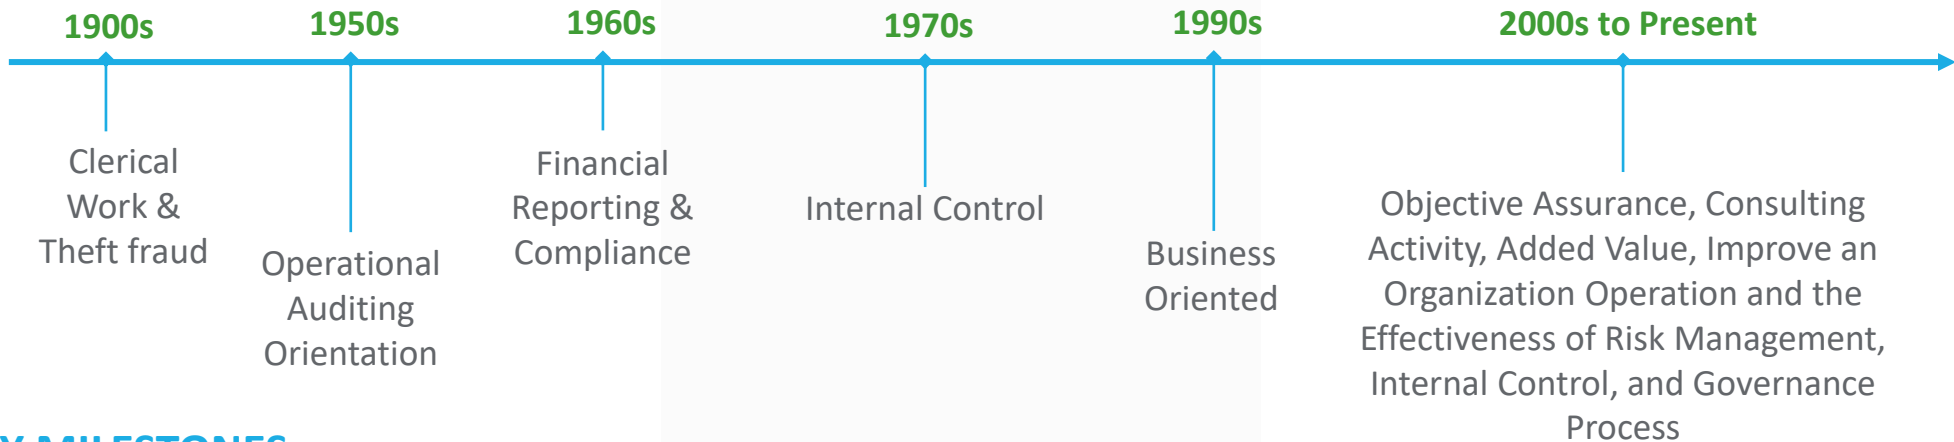 1900s
1950s
1960s
1970s
1990s
2000s to Present
Clerical
Work &
Theft fraud
Operational
Auditing
Orientation
Financial
Reporting &
Compliance
Internal Control
Business
Oriented
Objective Assurance, Consulting
Activity, Added Value, Improve an
Organization Operation and the
Effectiveness of Risk Management,
Internal Control, and Governance
Process
MILESTONES